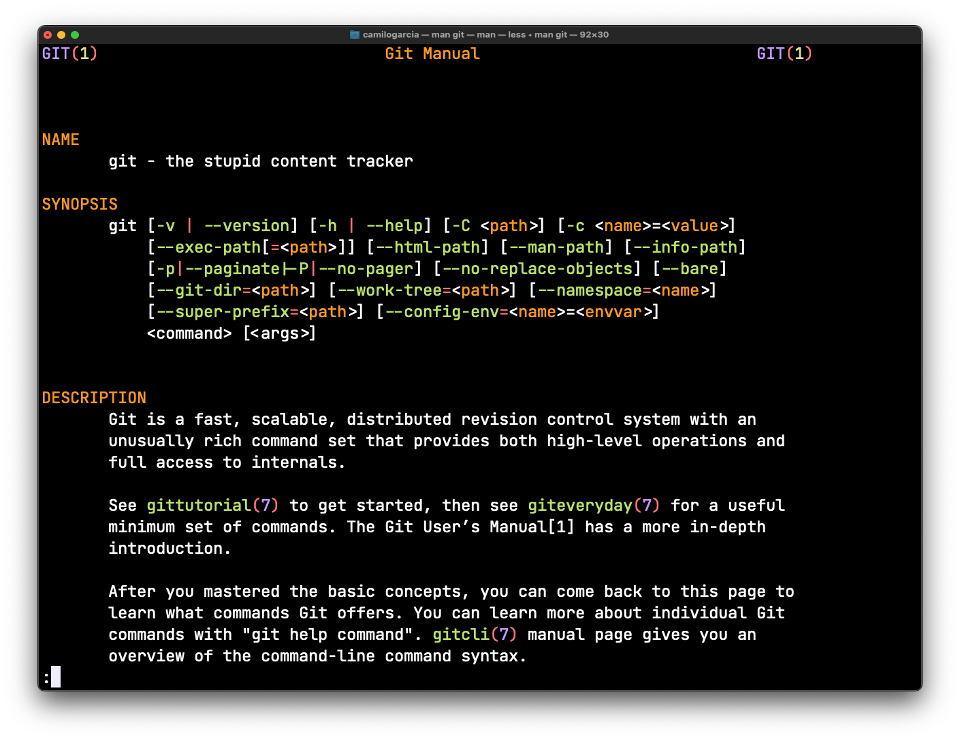 camilogarcia — man git — man — less • man git — 92×30
GIT(1) Git Manual GIT(1)
NAME
git - the stupid content tracker
SYNOPSIS
git [-v | --version] [-h | --help] [-C <path>] [-c <name>=<value>]
[--exec-path[=<path>]] [--html-path] [--man-path] [--info-path]
[-p|--paginate|-P|--no-pager] [--no-replace-objects] [--bare]
[--git-dir=<path>] [--work-tree=<path>] [--namespace=<name>]
[--super-prefix=<path>] [--config-env=<name>=<envvar>]
<command> [<args>]
DESCRIPTION
Git is a fast, scalable, distributed revision control system with an
unusually rich command set that provides both high-level operations and
full access to internals.
See gittutorial(7) to get started, then see giteveryday(7) for a useful
minimum set of commands. The Git User’s Manual[1] has a more in-depth
introduction.
After you mastered the basic concepts, you can come back to this page to
learn what commands Git offers. You can learn more about individual Git
commands with "git help command". gitcli(7) manual page gives you an
overview of the command-line command syntax.
: